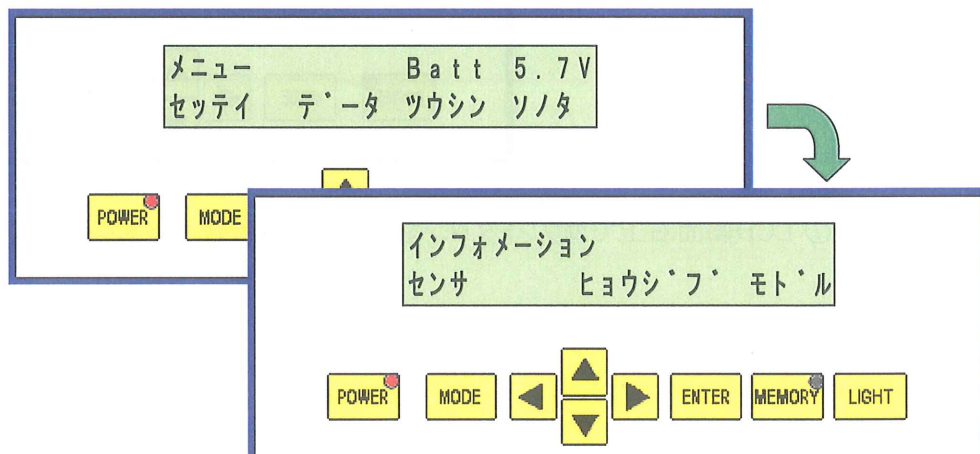 メニュー Batt 5.7V
セッテイ データ ツウシン ソノタ
POWER MODE
インフォメーション
センサ ヒョウジブ モドル
POWER MODE ENTER MEMORY LIGHT